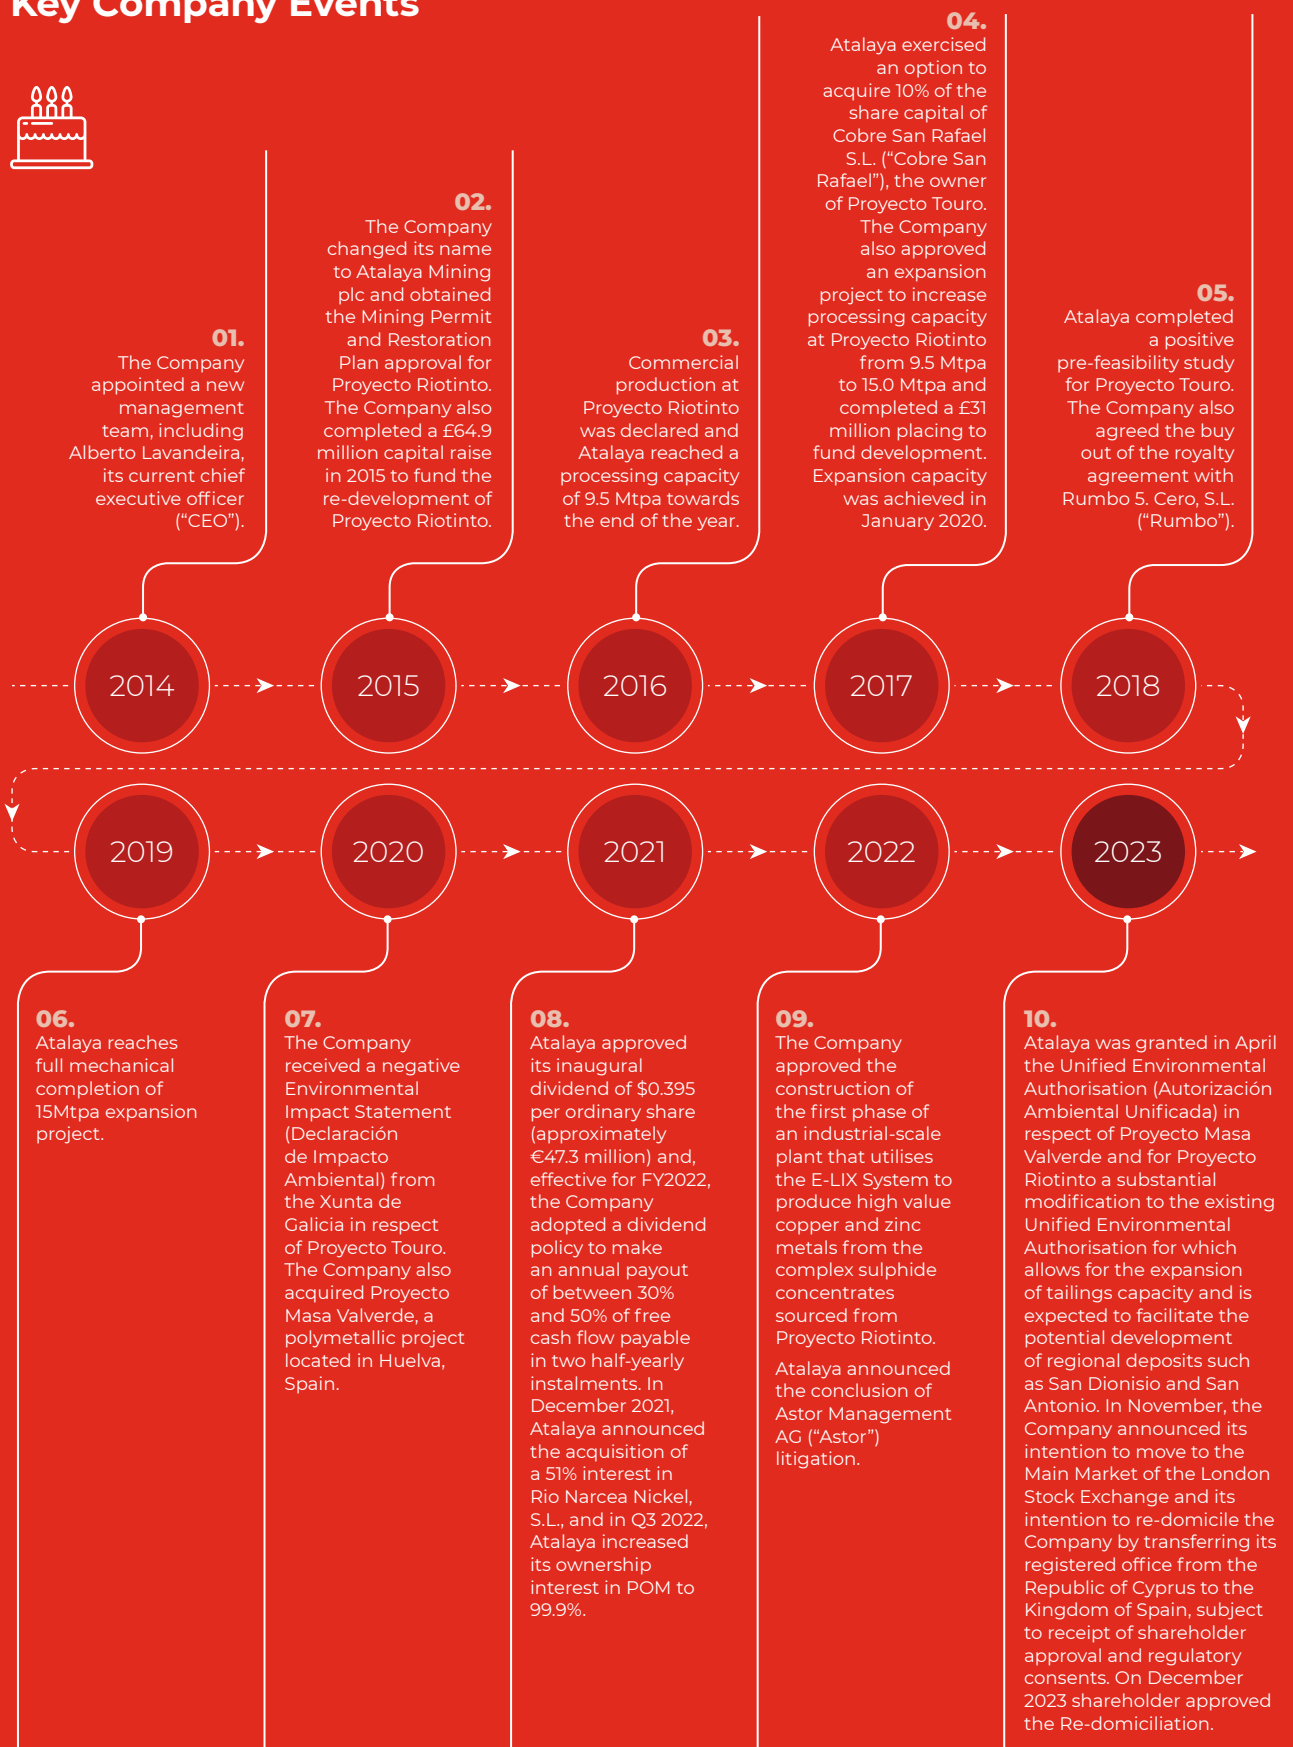 Key Company Events
01.
The Company
appointed a new
management
team, including
Alberto Lavandeira,
its current chief
executive officer
(“CEO”).
02.
The Company
changed its name
to Atalaya Mining
plc and obtained
the Mining Permit
and Restoration
Plan approval for
Proyecto Riotinto.
The Company also
completed a £64.9
million capital raise
in 2015 to fund the
re-development of
Proyecto Riotinto.
03.
Commercial
production at
Proyecto Riotinto
was declared and
Atalaya reached a
processing capacity
of 9.5 Mtpa towards
the end of the year.
04.
Atalaya exercised
an option to
acquire 10% of the
share capital of
Cobre San Rafael
S.L. (“Cobre San
Rafael”), the owner
of Proyecto Touro.
The Company
also approved
an expansion
project to increase
processing capacity
at Proyecto Riotinto
from 9.5 Mtpa
to 15.0 Mtpa and
completed a £31
million placing to
fund development.
Expansion capacity
was achieved in
January 2020.
05.
Atalaya completed
a positive
pre-feasibility study
for Proyecto Touro.
The Company also
agreed the buy
out of the royalty
agreement with
Rumbo 5. Cero, S.L.
(“Rumbo”).
2014
2015
2016
2017
2018
2019
2020
2021
2022
2023
06.
Atalaya reaches
full mechanical
completion of
15Mtpa expansion
project.
07.
The Company
received a negative
Environmental
Impact Statement
(Declaración
de Impacto
Ambiental) from
the Xunta de
Galicia in respect
of Proyecto Touro.
The Company also
acquired Proyecto
Masa Valverde, a
polymetallic project
located in Huelva,
Spain.
08.
Atalaya approved
its inaugural
dividend of $0.395
per ordinary share
(approximately
€47.3 million) and,
effective for FY2022,
the Company
adopted a dividend
policy to make
an annual payout
of between 30%
and 50% of free
cash flow payable
in two half-yearly
instalments. In
December 2021,
Atalaya announced
the acquisition of
a 51% interest in
Rio Narcea Nickel,
S.L., and in Q3 2022,
Atalaya increased
its ownership
interest in POM to
99.9%.
09.
The Company
approved the
construction of
the first phase of
an industrial-scale
plant that utilises
the E-LIX System to
produce high value
copper and zinc
metals from the
complex sulphide
concentrates
sourced from
Proyecto Riotinto.
Atalaya announced
the conclusion of
Astor Management
AG (“Astor”)
litigation.
10.
Atalaya was granted in April
the Unified Environmental
Authorisation (Autorización
Ambiental Unificada) in
respect of Proyecto Masa
Valverde and for Proyecto
Riotinto a substantial
modification to the existing
Unified Environmental
Authorisation for which
allows for the expansion
of tailings capacity and is
expected to facilitate the
potential development
of regional deposits such
as San Dionisio and San
Antonio. In November, the
Company announced its
intention to move to the
Main Market of the London
Stock Exchange and its
intention to re-domicile the
Company by transferring its
registered office from the
Republic of Cyprus to the
Kingdom of Spain, subject
to receipt of shareholder
approval and regulatory
consents. On December
2023 shareholder approved
the Re-domiciliation.